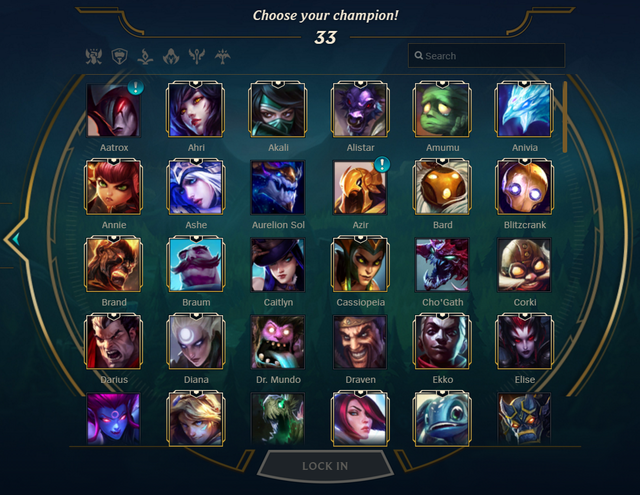 Choose your champion!
33
Search
Aatrox Ahri Akali Alistar Amumu Anivia
Annie Ashe Aurelion Sol Azir Bard Blitzcrank
Brand Braum Caitlyn Cassiopeia Cho'Gath Corki
Darius Diana Dr. Mundo Draven Ekko Elise
LOCK IN